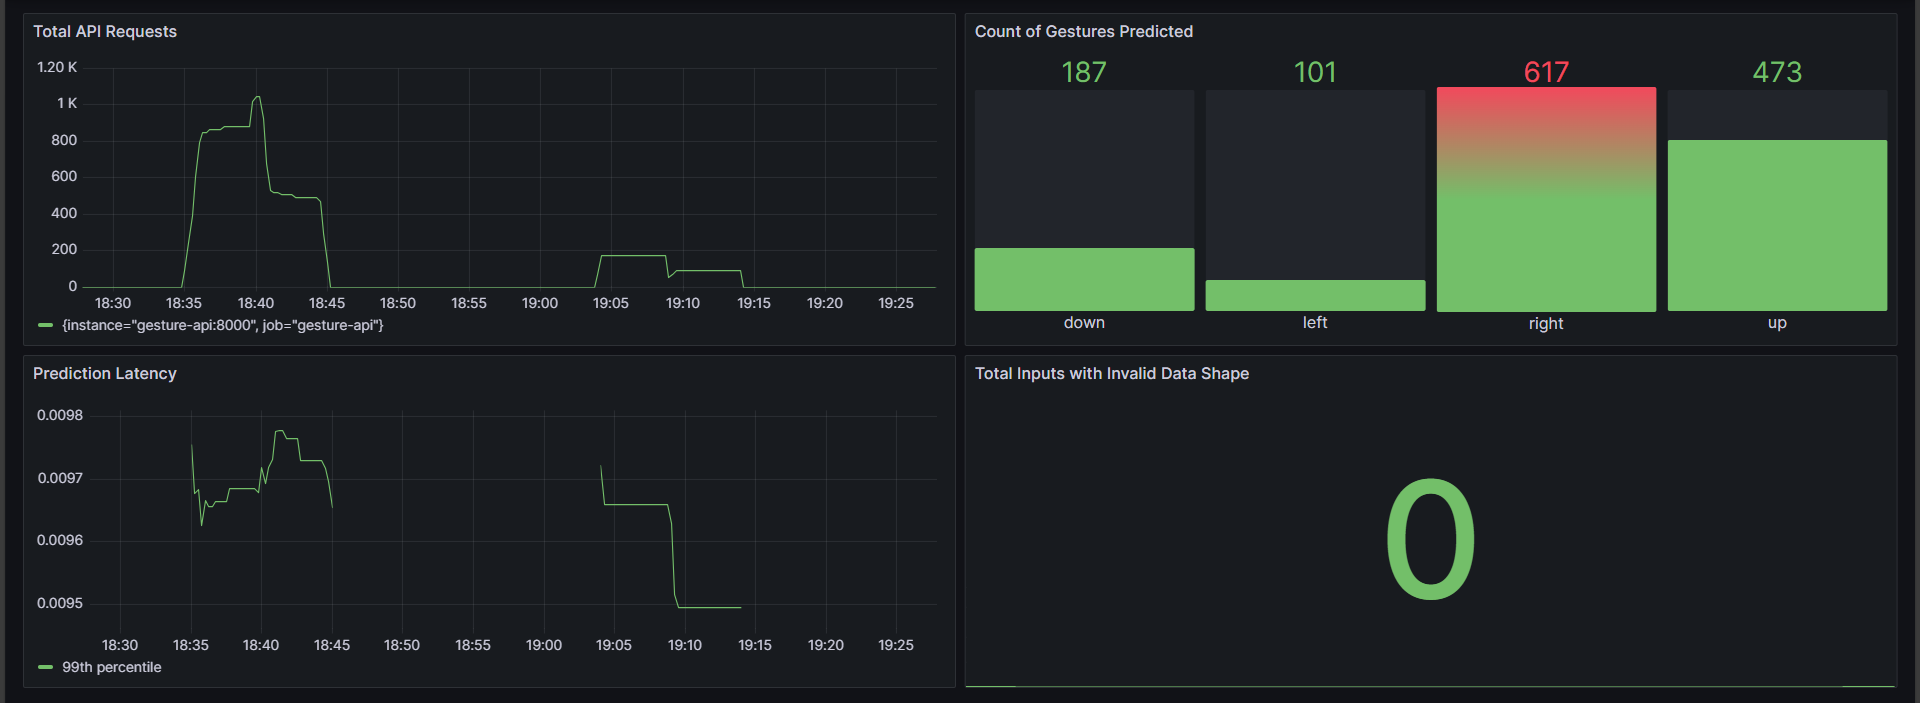 Total API Requests
1.20 K
1 K
800
600
400
200
0
18:30 18:35 18:40 18:45 18:50 18:55 19:00 19:05 19:10 19:15 19:20 19:25
{instance="gesture-api:8000", job="gesture-api"}
Count of Gestures Predicted
187 101 617 473
down left right up
Prediction Latency
0.0098
0.0097
0.0096
0.0095
18:30 18:35 18:40 18:45 18:50 18:55 19:00 19:05 19:10 19:15 19:20 19:25
99th percentile
Total Inputs with Invalid Data Shape
0